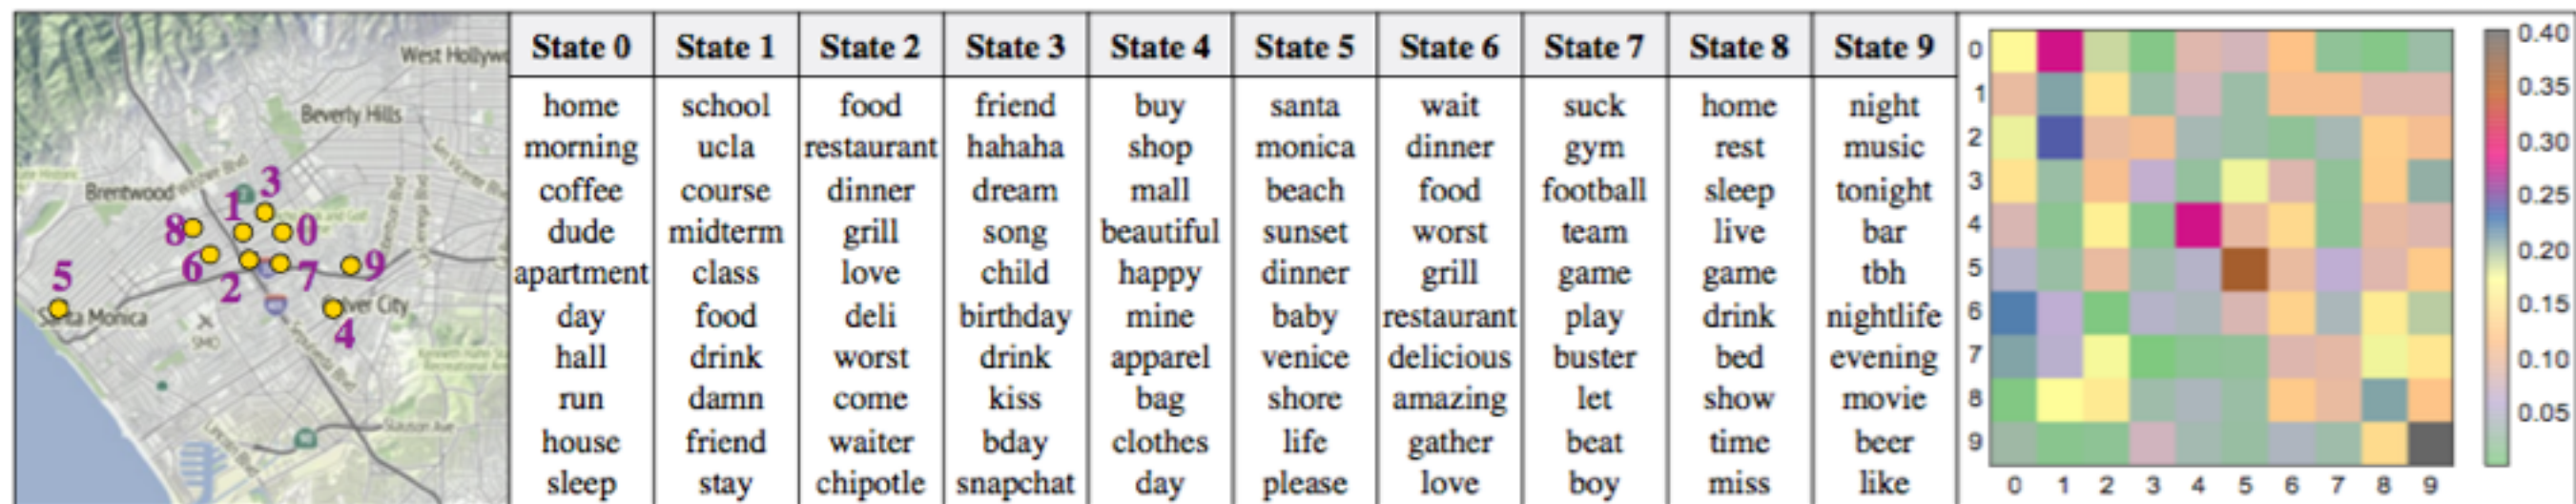 West Hollyw
Beverly Hills
Brentwood
Santa Monica
SMO
Culver City
Slauson Ave
3
1
8
0
6
2
7
9
5
4
State 0 State 1 State 2 State 3 State 4 State 5 State 6 State 7 State 8 State 9
home school food friend buy santa wait suck home night
morning ucla restaurant hahaha shop monica dinner gym rest music
coffee course dinner dream mall beach food football sleep tonight
dude midterm grill song beautiful sunset worst team live bar
apartment class love child happy dinner grill game game tbh
day food deli birthday mine baby restaurant play drink nightlife
hall drink worst drink apparel venice delicious buster bed evening
run damn come kiss bag shore amazing let show movie
house friend waiter bday clothes life gather beat time beer
sleep stay chipotle snapchat day please love boy miss like
0
1
2
3
4
5
6
7
8
9
0 1 2 3 4 5 6 7 8 9
0.40
0.35
0.30
0.25
0.20
0.15
0.10
0.05